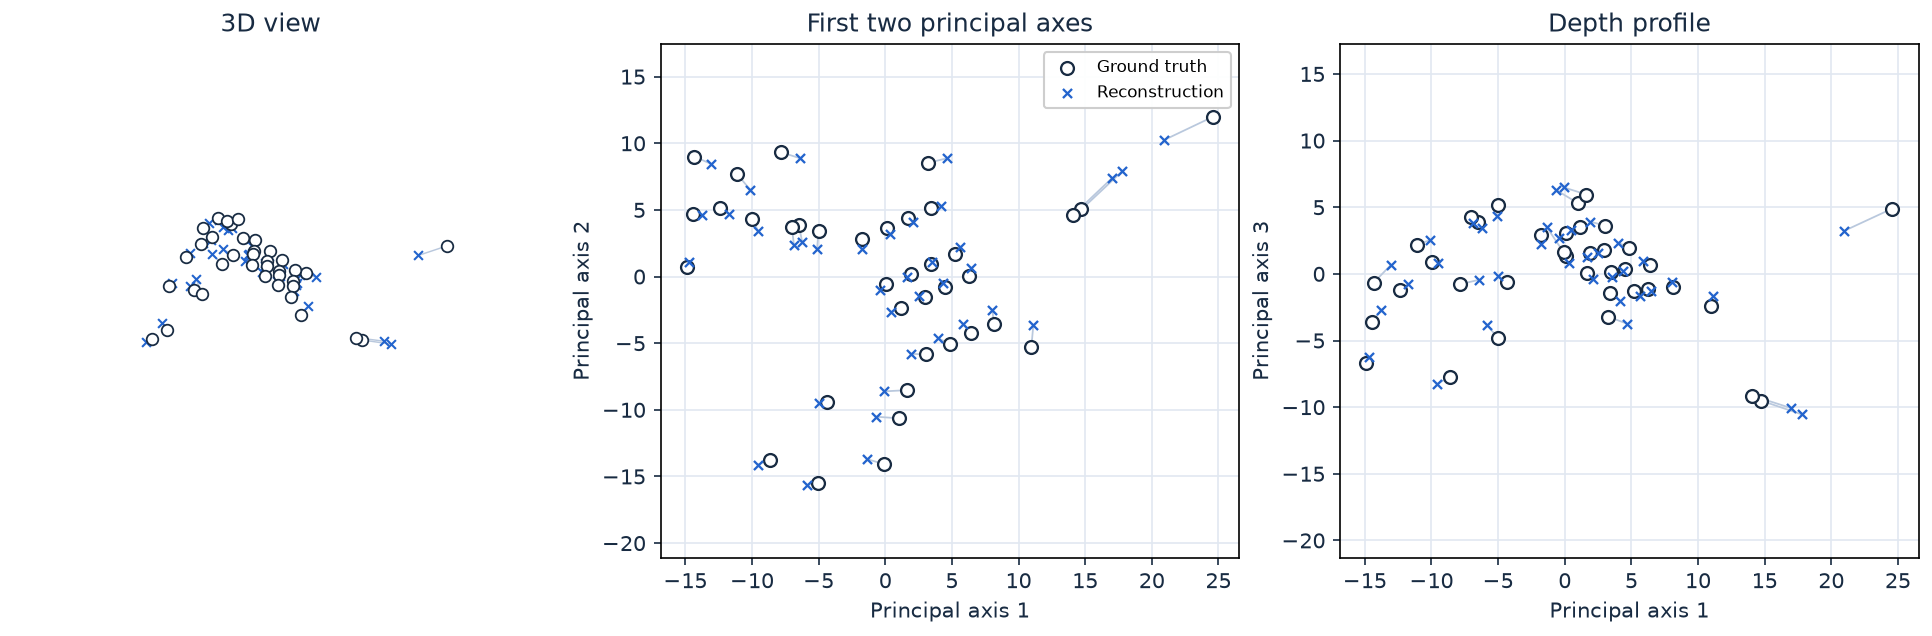 3D view
First two principal axes
Depth profile
Ground truth
Reconstruction
15
10
5
0
−5
−10
−15
−20
Principal axis 2
−15 −10 −5 0 5 10 15 20 25
Principal axis 1
15
10
5
0
−5
−10
−15
−20
Principal axis 3
−15 −10 −5 0 5 10 15 20 25
Principal axis 1